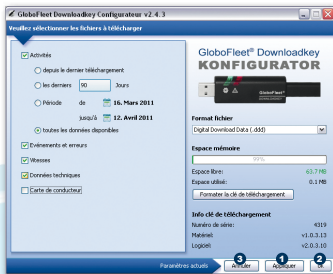 GloboFleet Downloadkey Configurateur v2.4.3
Veuillez sélectionner les fichiers à télécharger
Activités
depuis le dernier téléchargement
les derniers 90 Jours
Période de 16. Mars 2011
jusqu'à 12. Avril 2011
toutes les données disponibles
Evénements et erreurs
Vitesses
Données techniques
Carte de conducteur
GloboFleet® Downloadkey
KONFIGURATOR
GloboFleet®
Format fichier
Digital Download Data (.ddd)
Espace mémoire
99%
Espace libre: 63.7 MB
Espace utilisé: 0.1 MB
Formater la clé de téléchargement
Info clé de téléchargement
Numéro de série: 4319
Matériel: v1.0.3.13
Logiciel: v2.0.3.10
3 1 2
Paramètres actuels Annuler Appliquer